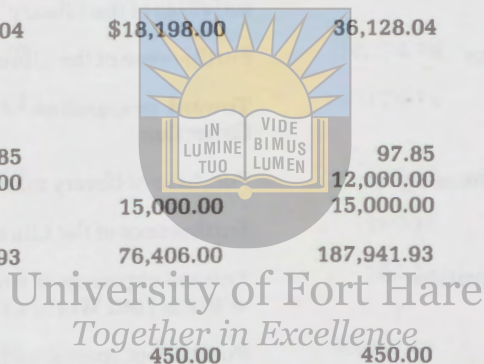 04 $18,198.00 36,128.04
IN LUMINE TUO VIDE BIMUS LUMEN
85 97.85
00 12,000.00
15,000.00 15,000.00
93 76,406.00 187,941.93
University of Fort Hare
Together in Excellence
450.00 450.00